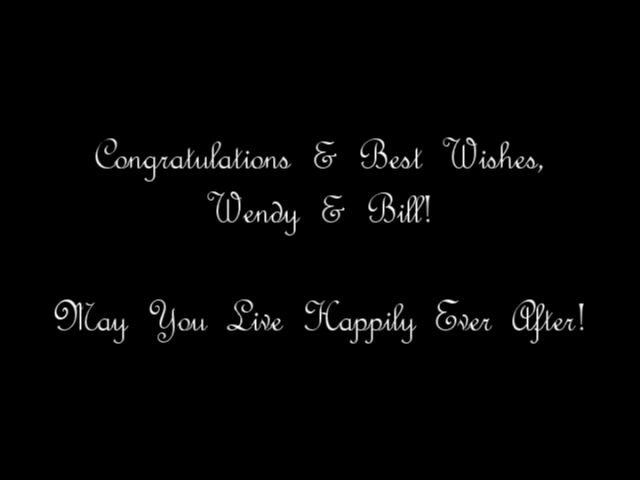 Congratulations & Best Wishes,
Wendy & Bill!
May You Live Happily Ever After!